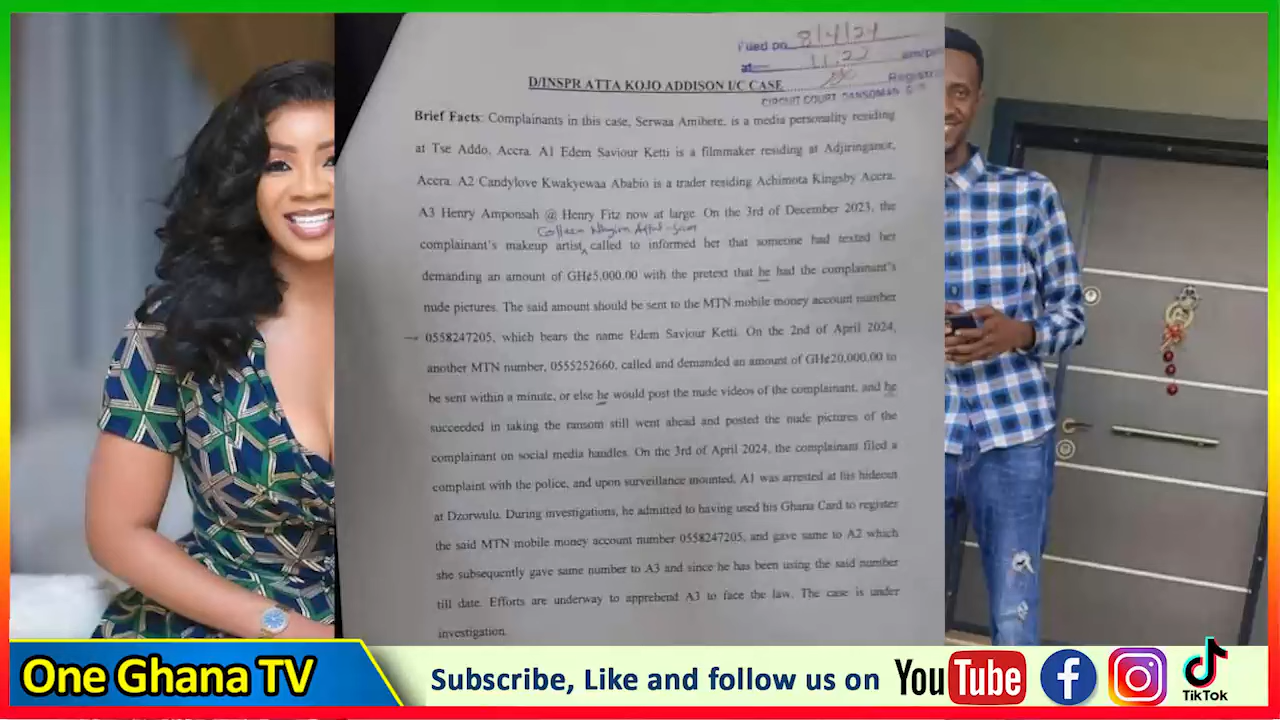 Filed on 8/4/24
at 11.27 am/pm
Registrar
CIRCUIT COURT DANSOMAN
D/INSPR ATTA KOJO ADDISON I/C CASE
Brief Facts: Complainants in this case, Serwaa Amihere, is a media personality residing
at Tse Addo, Accra. A1 Edem Saviour Ketti is a filmmaker residing at Adjiringanor,
Accra. A2 Candylove Kwakyewaa Ababio is a trader residing Achimota Kingsby Accra.
A3 Henry Amponsah @ Henry Fitz now at large. On the 3rd of December 2023, the
complainant's makeup artist, called to informed her that someone had texted her
demanding an amount of GH¢5,000.00 with the pretext that he had the complainant's
nude pictures. The said amount should be sent to the MTN mobile money account number
→ 0558247205, which bears the name Edem Saviour Ketti. On the 2nd of April 2024,
another MTN number, 0555252660, called and demanded an amount of GH¢20,000.00 to
be sent within a minute, or else he would post the nude videos of the complainant, and he
succeeded in taking the ransom still went ahead and posted the nude pictures of the
complainant on social media handles. On the 3rd of April 2024, the complainant filed a
complaint with the police, and upon surveillance mounted, A1 was arrested at his hideout
at Dzorwulu. During investigations, he admitted to having used his Ghana Card to register
the said MTN mobile money account number 0558247205, and gave same to A2 which
she subsequently gave same number to A3 and since he has been using the said number
till date. Efforts are underway to apprehend A3 to face the law. The case is under
investigation.
One Ghana TV
Subscribe, Like and follow us on YouTube
TikTok